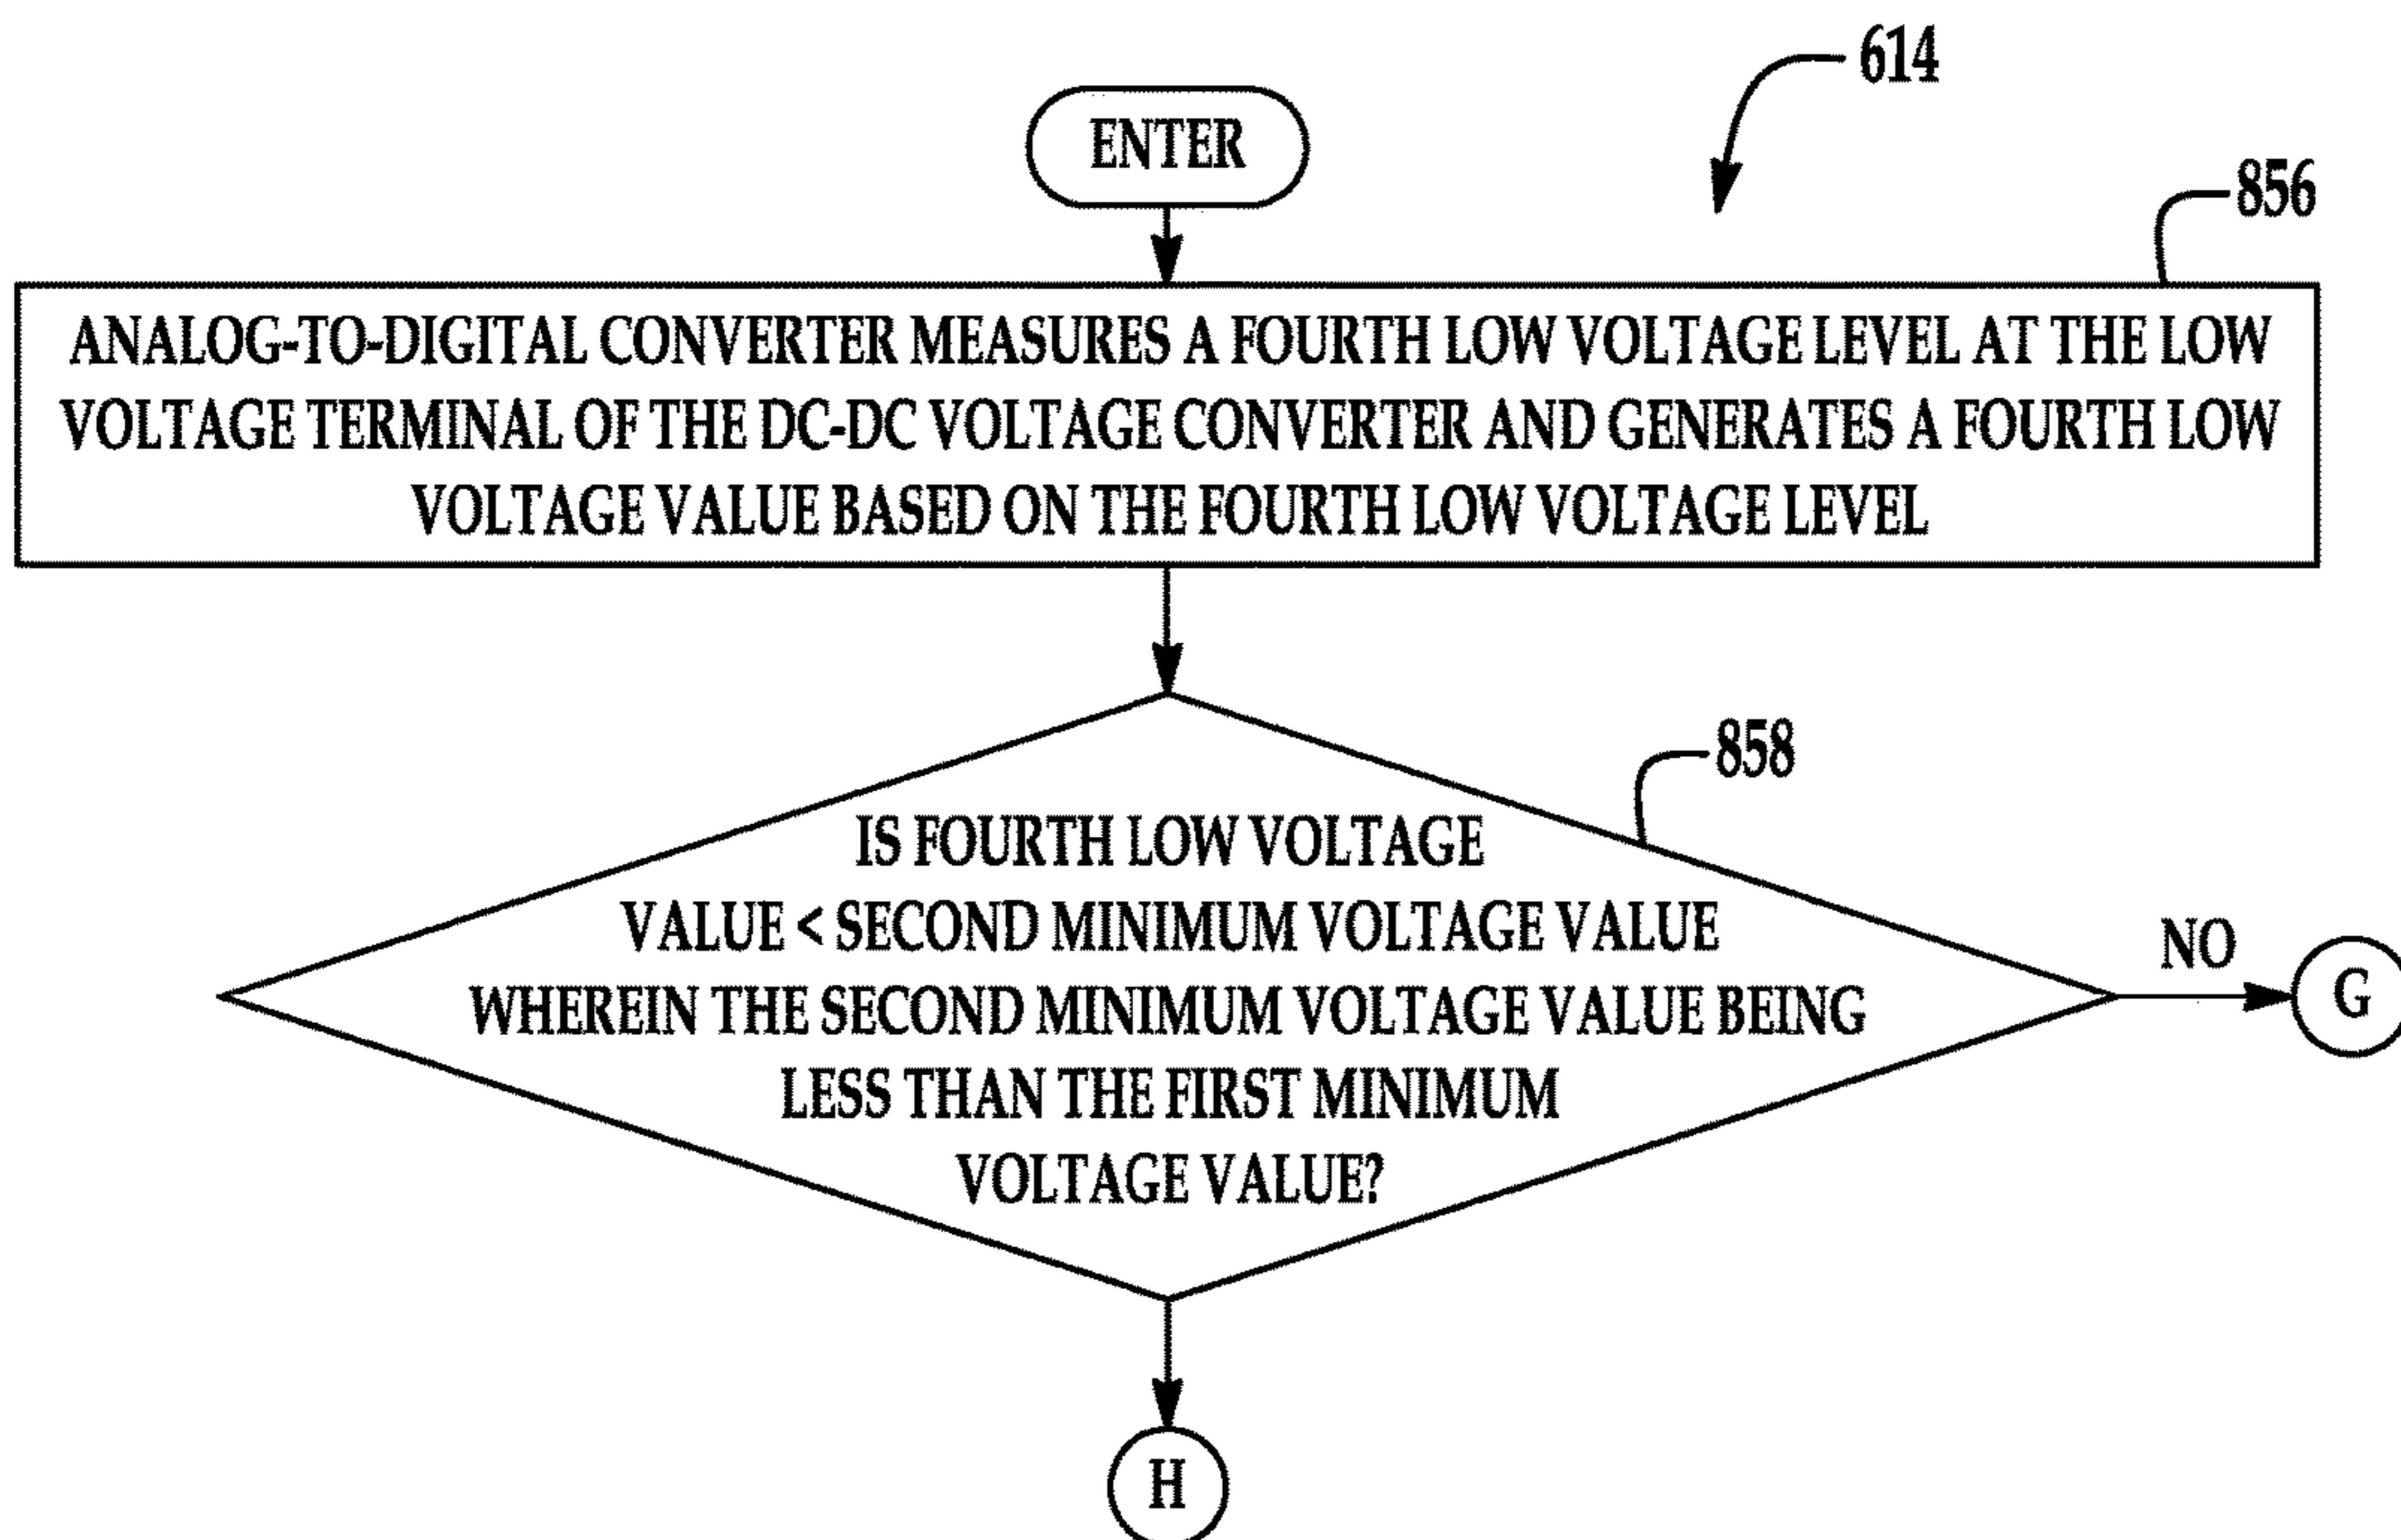 614
ENTER
856
ANALOG-TO-DIGITAL CONVERTER MEASURES A FOURTH LOW VOLTAGE LEVEL AT THE LOW
VOLTAGE TERMINAL OF THE DC-DC VOLTAGE CONVERTER AND GENERATES A FOURTH LOW
VOLTAGE VALUE BASED ON THE FOURTH LOW VOLTAGE LEVEL
858
IS FOURTH LOW VOLTAGE
VALUE < SECOND MINIMUM VOLTAGE VALUE
WHEREIN THE SECOND MINIMUM VOLTAGE VALUE BEING
LESS THAN THE FIRST MINIMUM
VOLTAGE VALUE?
NO
G
H